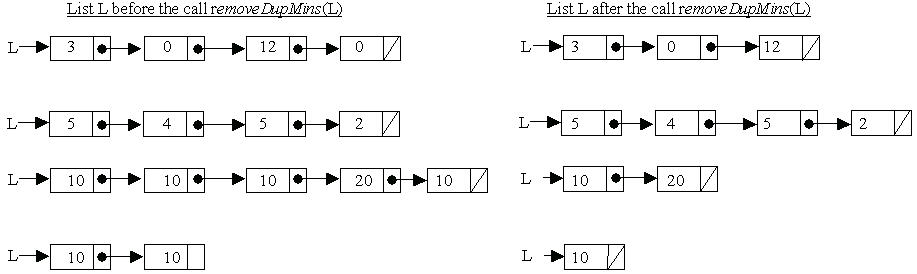 List L before the call removeDupMins(L) List L after the call removeDupMins(L)
L 3 0 12 0 L 3 0 12
L 5 4 5 2 L 5 4 5 2
L 10 10 10 20 10 L 10 20
L 10 10 L 10